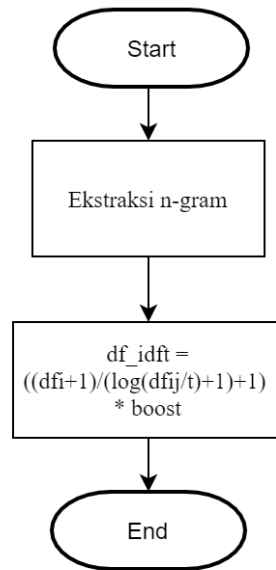 Start
Ekstraksi n-gram
df_idft =
((dfi+1)/(log(dfij/t)+1)+1)
* boost
End